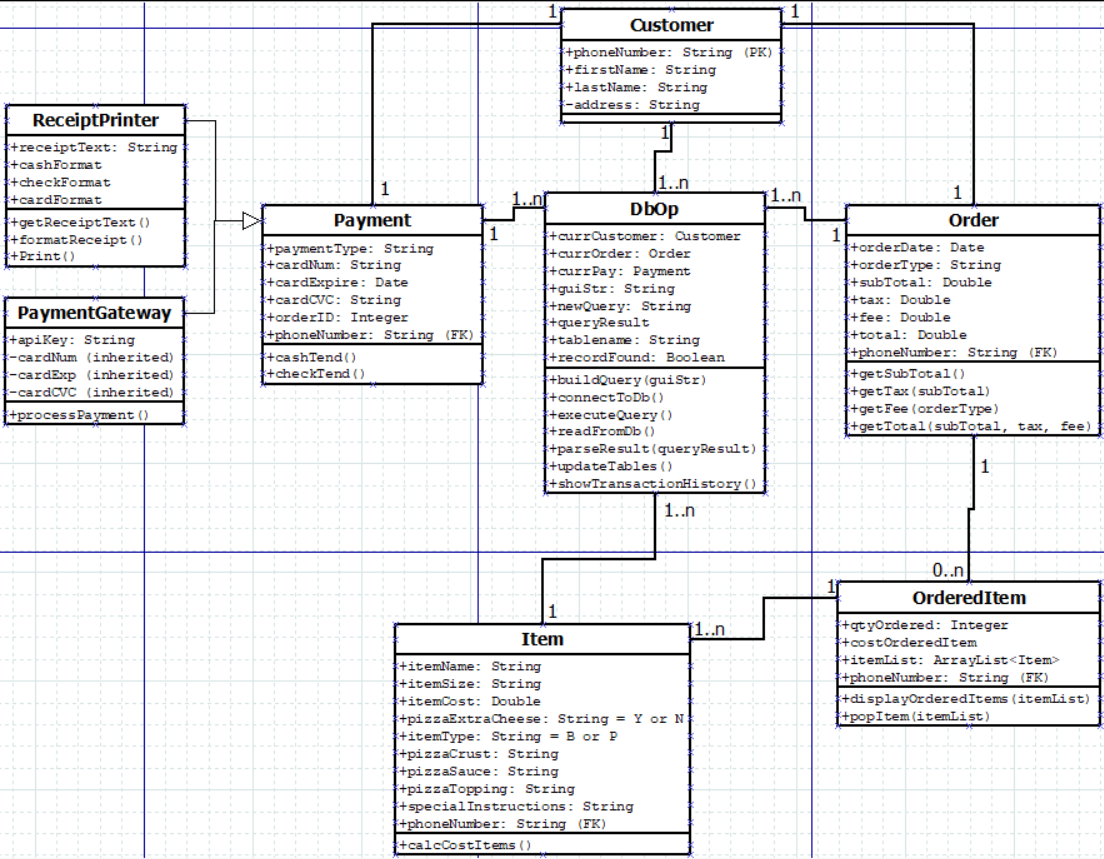 1
1
Customer
+phoneNumber: String (PK)
+firstName: String
+lastName: String
-address: String
1
ReceiptPrinter
+receiptText: String
+cashFormat
+checkFormat
+cardFormat
+getReceiptText()
+formatReceipt()
+Print()
PaymentGateway
+apiKey: String
-cardNum (inherited)
-cardExp (inherited)
-cardCVC (inherited)
+processPayment()
1
Payment
+paymentType: String
+cardNum: String
+cardExpire: Date
+cardCVC: String
+orderID: Integer
+phoneNumber: String (FK)
+cashTend()
+checkTend()
1
1..n
1..n
1..n
DbOp
+currCustomer: Customer
+currOrder: Order
+currPay: Payment
+guiStr: String
+newQuery: String
+queryResult
+tablename: String
+recordFound: Boolean
+buildQuery(guiStr)
+connectToDb()
+executeQuery()
+readFromDb()
+parseResult(queryResult)
+updateTables()
+showTransactionHistory()
1..n
1
1
Order
+orderDate: Date
+orderType: String
+subTotal: Double
+tax: Double
+fee: Double
+total: Double
+phoneNumber: String (FK)
+getSubTotal()
+getTax(subTotal)
+getFee(orderType)
+getTotal(subTotal, tax, fee)
1
0..n
1
Item
+itemName: String
+itemSize: String
+itemCost: Double
+pizzaExtraCheese: String = Y or N
+itemType: String = B or P
+pizzaCrust: String
+pizzaSauce: String
+pizzaTopping: String
+specialInstructions: String
+phoneNumber: String (FK)
+calcCostItems()
1..n
1
OrderedItem
+qtyOrdered: Integer
+costOrderedItem
+itemList: ArrayList<Item>
+phoneNumber: String (FK)
+displayOrderedItems(itemList)
+popItem(itemList)